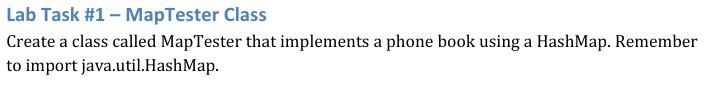 Lab Task #1 – MapTester Class
Create a class called MapTester that implements a phone book using a HashMap. Remember
to import java.util.HashMap.